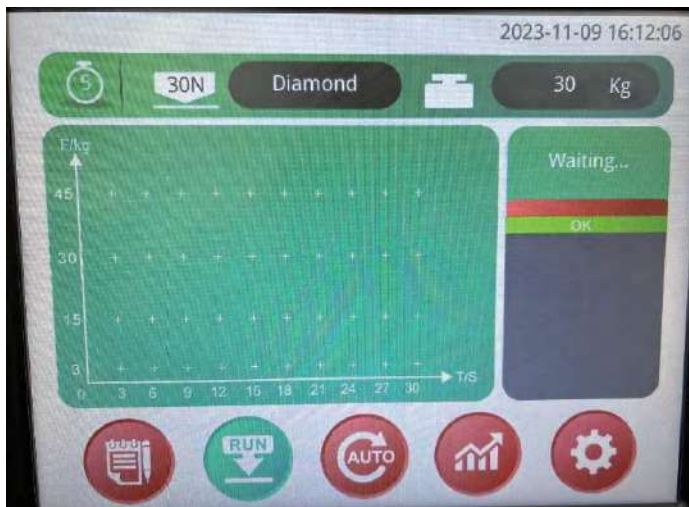 2023-11-09 16:12:06
5 30N Diamond 30 Kg
F/kg
45
30
15
3
0 3 6 9 12 15 18 21 24 27 30 T/S
Waiting...
OK
RUN
AUTO